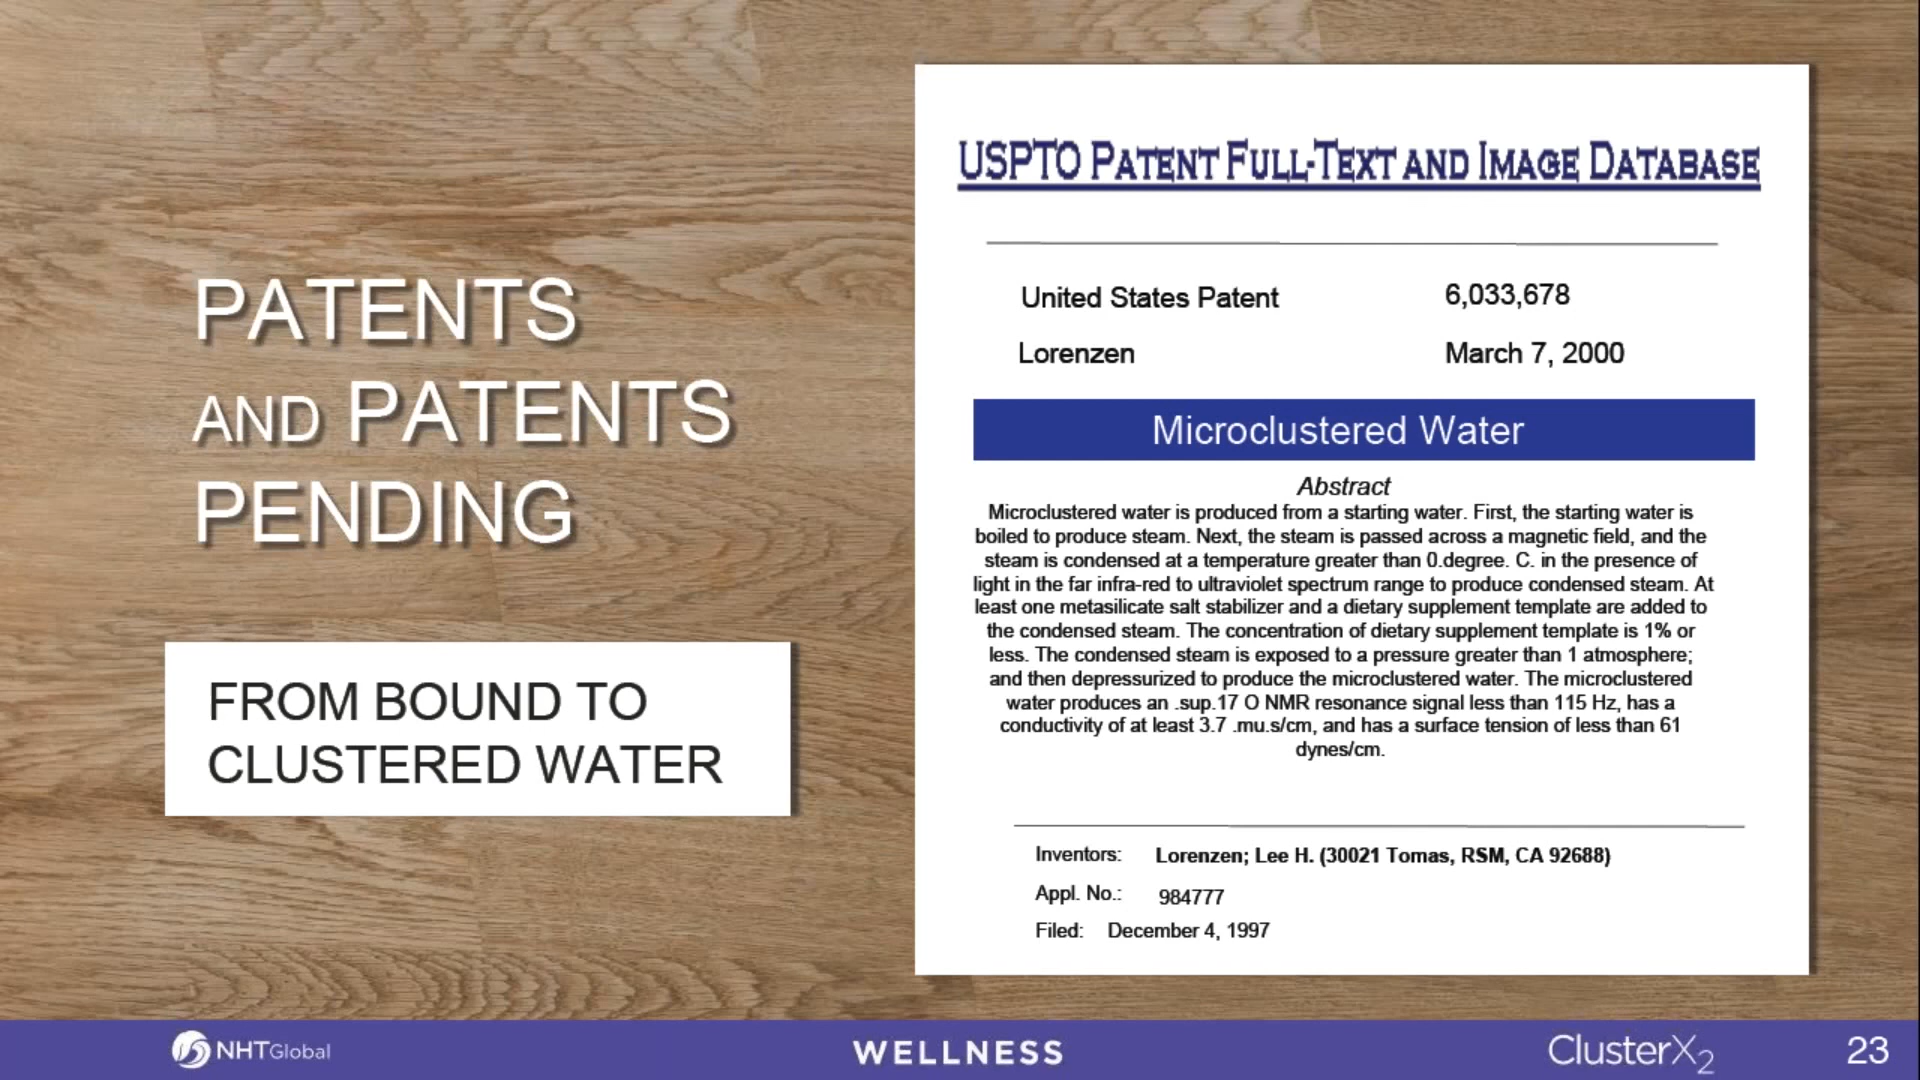 PATENTS
AND PATENTS
PENDING
FROM BOUND TO
CLUSTERED WATER
USPTO PATENT FULL-TEXT AND IMAGE DATABASE
United States Patent 6,033,678
Lorenzen March 7, 2000
Microclustered Water
Abstract
Microclustered water is produced from a starting water. First, the starting water is
boiled to produce steam. Next, the steam is passed across a magnetic field, and the
steam is condensed at a temperature greater than 0.degree. C. in the presence of
light in the far infra-red to ultraviolet spectrum range to produce condensed steam. At
least one metasilicate salt stabilizer and a dietary supplement template are added to
the condensed steam. The concentration of dietary supplement template is 1% or
less. The condensed steam is exposed to a pressure greater than 1 atmosphere;
and then depressurized to produce the microclustered water. The microclustered
water produces an .sup.17 O NMR resonance signal less than 115 Hz, has a
conductivity of at least 3.7 .mu.s/cm, and has a surface tension of less than 61
dynes/cm.
Inventors: Lorenzen; Lee H. (30021 Tomas, RSM, CA 92688)
Appl. No.: 984777
Filed: December 4, 1997
NHTGlobal
WELLNESS
ClusterX2
23